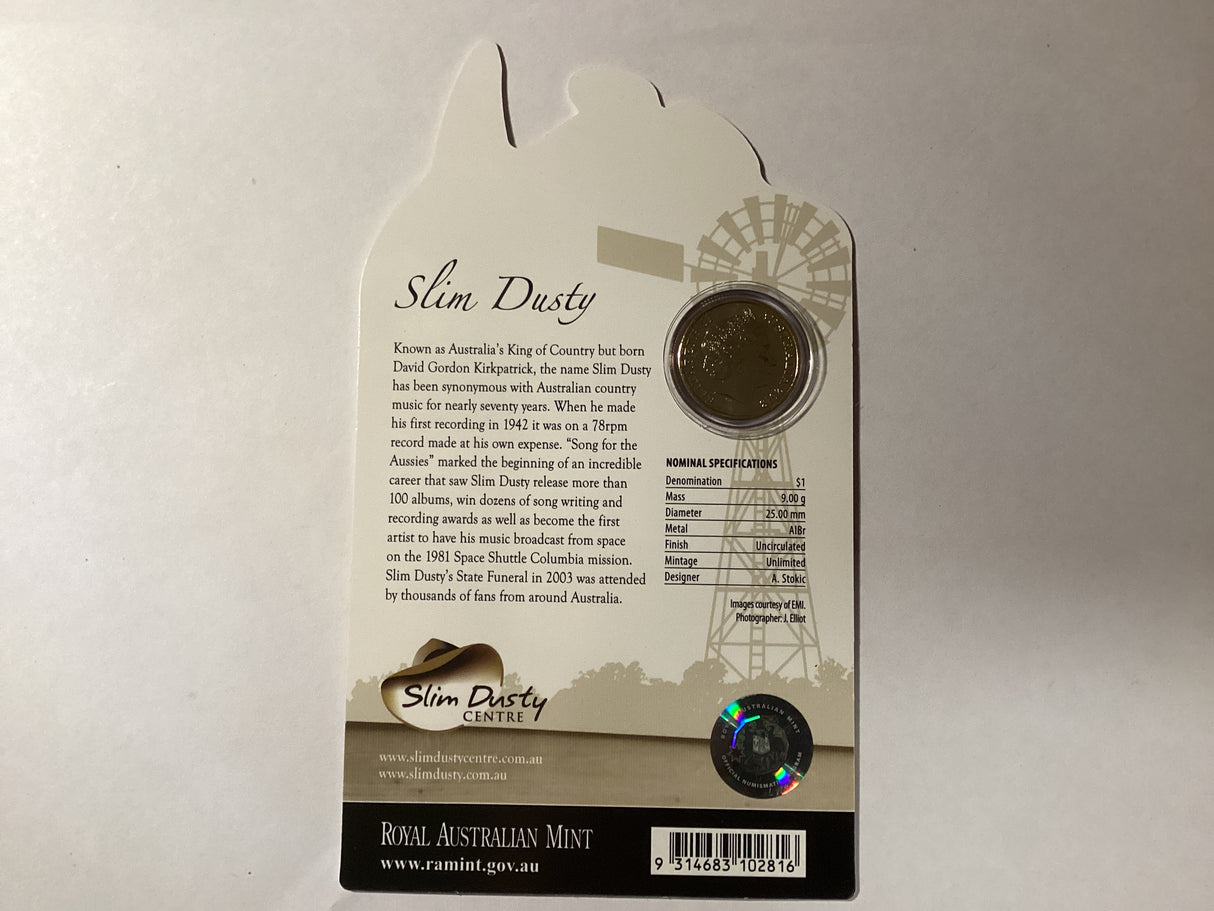 Slim Dusty
Known as Australia's King of Country but born
David Gordon Kirkpatrick, the name Slim Dusty
has been synonymous with Australian country
music for nearly seventy years. When he made
his first recording in 1942 it was on a 78rpm
record made at his own expense. “Song for the
Aussies” marked the beginning of an incredible
career that saw Slim Dusty release more than
100 albums, win dozens of song writing and
recording awards as well as become the first
artist to have his music broadcast from space
on the 1981 Space Shuttle Columbia mission.
Slim Dusty's State Funeral in 2003 was attended
by thousands of fans from around Australia.
NOMINAL SPECIFICATIONS
Denomination $1
Mass 9.00 g
Diameter 25.00 mm
Metal AlBr
Finish Uncirculated
Mintage Unlimited
Designer A. Stokic
Images courtesy of EMI.
Photographer: J. Elliot
Slim Dusty
CENTRE
www.slimdustycentre.com.au
www.slimdusty.com.au
ROYAL AUSTRALIAN MINT
www.ramint.gov.au
9 314683 102816